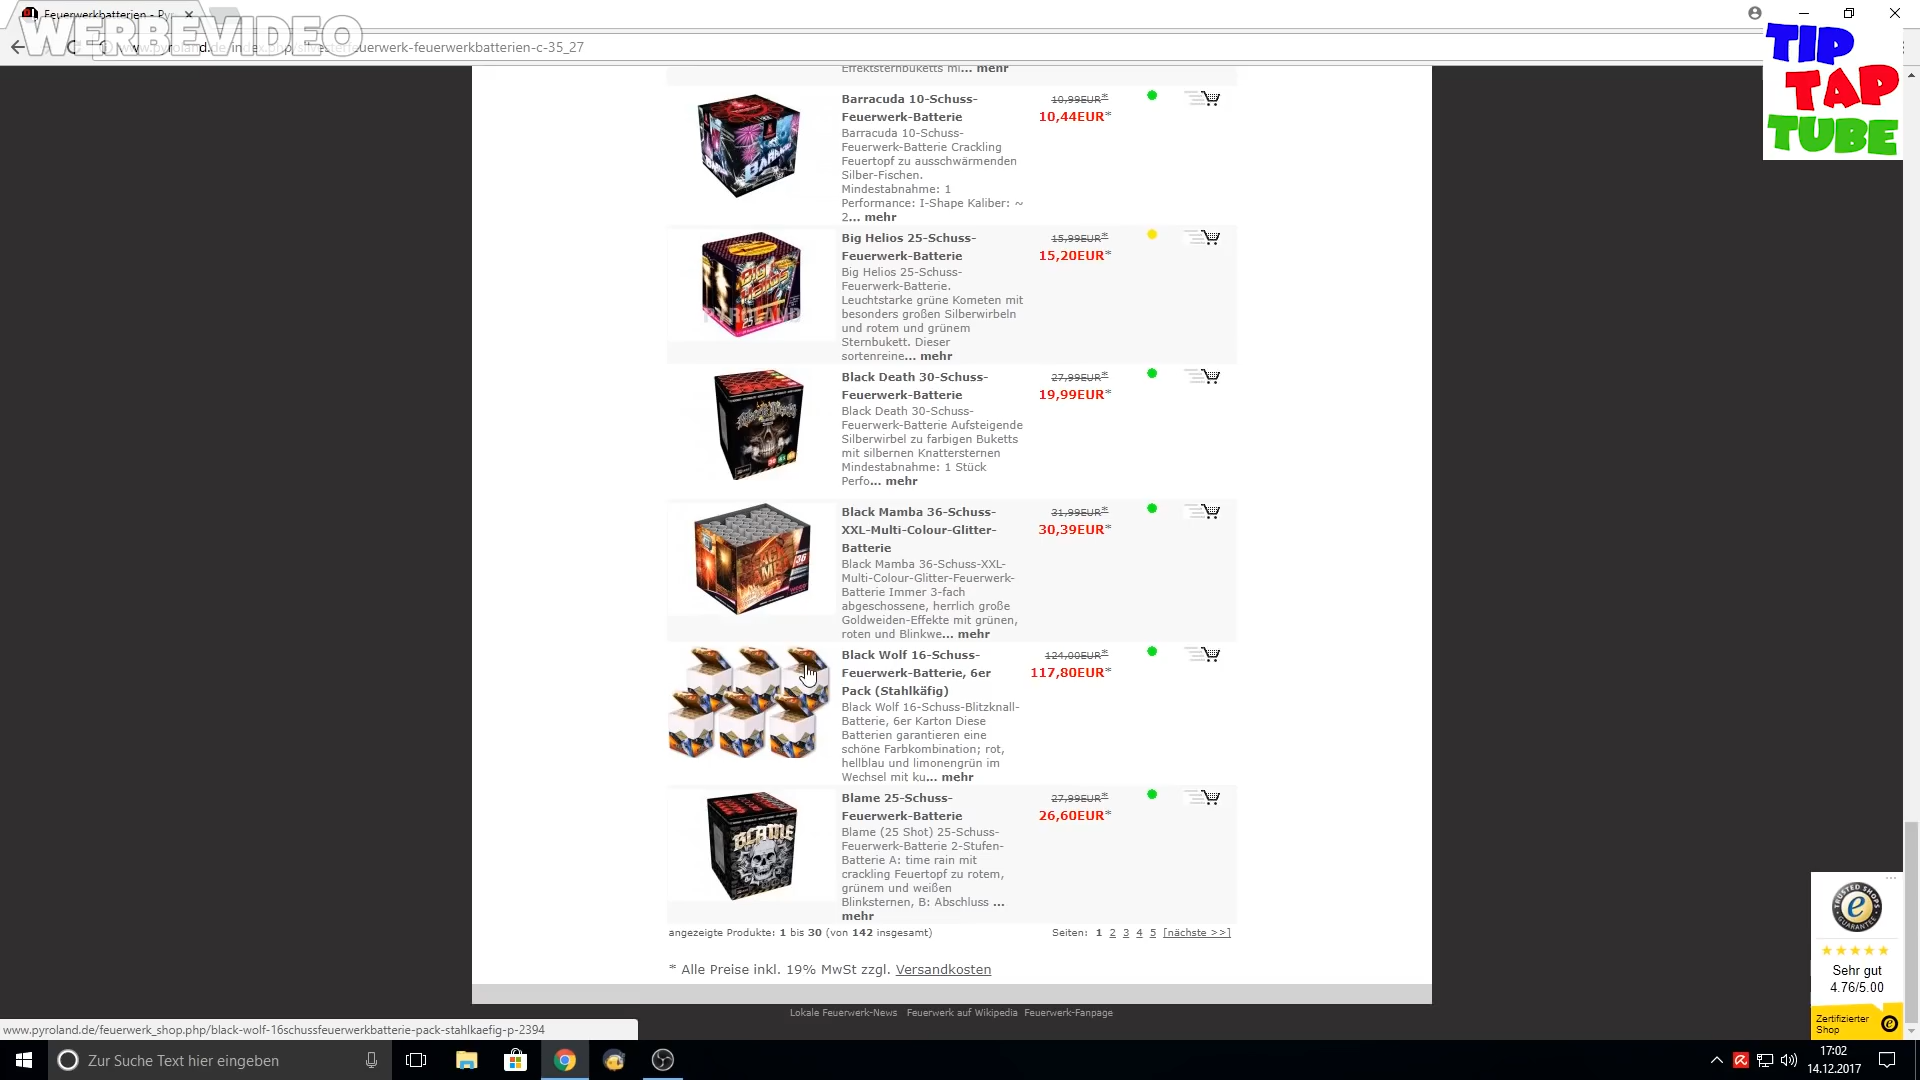 Feuerwerkbatterien - Pyr
WERBEVIDEO
www.pyroland.de/index.php/silvesterfeuerwerk-feuerwerkbatterien-c-35_27
TIP
TAP
TUBE
Effektsternbuketts mi... mehr
Barracuda 10-Schuss-
Feuerwerk-Batterie
Barracuda 10-Schuss-
Feuerwerk-Batterie Crackling
Feuertopf zu ausschwärmenden
Silber-Fischen.
Mindestabnahme: 1
Performance: I-Shape Kaliber: ~
2... mehr
10,99EUR*
10,44EUR*
Big Helios 25-Schuss-
Feuerwerk-Batterie
Big Helios 25-Schuss-
Feuerwerk-Batterie.
Leuchtstarke grüne Kometen mit
besonders großen Silberwirbeln
und rotem und grünem
Sternbukett. Dieser
sortenreine... mehr
15,99EUR*
15,20EUR*
Black Death 30-Schuss-
Feuerwerk-Batterie
Black Death 30-Schuss-
Feuerwerk-Batterie Aufsteigende
Silberwirbel zu farbigen Buketts
mit silbernen Knattersternen
Mindestabnahme: 1 Stück
Perfo... mehr
27,99EUR*
19,99EUR*
Black Mamba 36-Schuss-
XXL-Multi-Colour-Glitter-
Batterie
Black Mamba 36-Schuss-XXL-
Multi-Colour-Glitter-Feuerwerk-
Batterie Immer 3-fach
abgeschossene, herrlich große
Goldweiden-Effekte mit grünen,
roten und Blinkwe... mehr
31,99EUR*
30,39EUR*
Black Wolf 16-Schuss-
Feuerwerk-Batterie, 6er
Pack (Stahlkäfig)
Black Wolf 16-Schuss-Blitzknall-
Batterie, 6er Karton Diese
Batterien garantieren eine
schöne Farbkombination; rot,
hellblau und limonengrün im
Wechsel mit ku... mehr
124,00EUR*
117,80EUR*
BLAME
Blame 25-Schuss-
Feuerwerk-Batterie
Blame (25 Shot) 25-Schuss-
Feuerwerk-Batterie 2-Stufen-
Batterie A: time rain mit
crackling Feuertopf zu rotem,
grünem und weißen
Blinksternen, B: Abschluss ...
mehr
27,99EUR*
26,60EUR*
angezeigte Produkte: 1 bis 30 (von 142 insgesamt)
Seiten: 1 2 3 4 5 [nächste >>]
* Alle Preise inkl. 19% MwSt zzgl. Versandkosten
Lokale Feuerwerk-News Feuerwerk auf Wikipedia Feuerwerk-Fanpage
TRUSTED SHOPS
GUARANTEE
Sehr gut
4.76/5.00
Zertifizierter
Shop
www.pyroland.de/feuerwerk_shop.php/black-wolf-16schussfeuerwerkbatterie-pack-stahlkaefig-p-2394
Zur Suche Text hier eingeben
17:02
14.12.2017